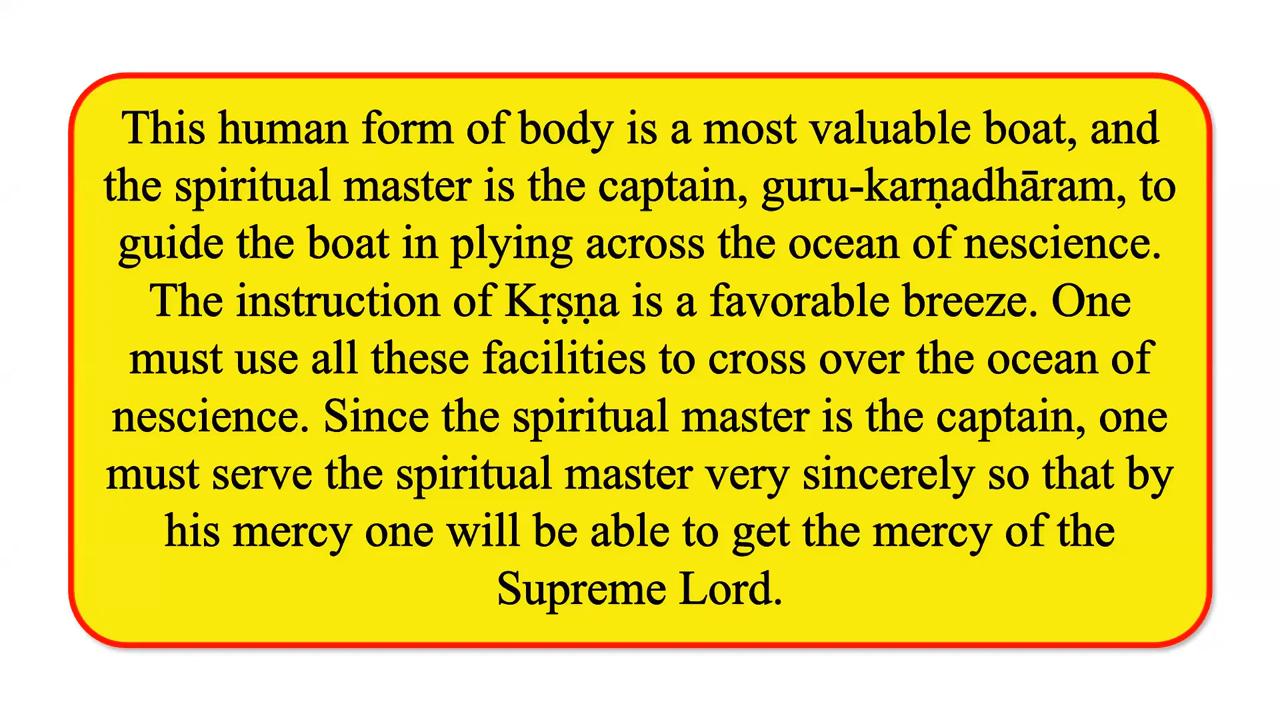 This human form of body is a most valuable boat, and
the spiritual master is the captain, guru-karṇadhāram, to
guide the boat in plying across the ocean of nescience.
The instruction of Kṛṣṇa is a favorable breeze. One
must use all these facilities to cross over the ocean of
nescience. Since the spiritual master is the captain, one
must serve the spiritual master very sincerely so that by
his mercy one will be able to get the mercy of the
Supreme Lord.